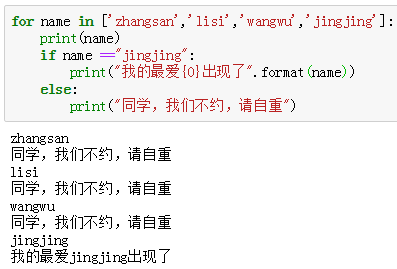 for name in ['zhangsan','lisi','wangwu','jingjing']:
    print(name)
    if name =="jingjing":
        print("我的最爱{0}出现了".format(name))
    else:
        print("同学，我们不约，请自重")
zhangsan
同学，我们不约，请自重
lisi
同学，我们不约，请自重
wangwu
同学，我们不约，请自重
jingjing
我的最爱jingjing出现了